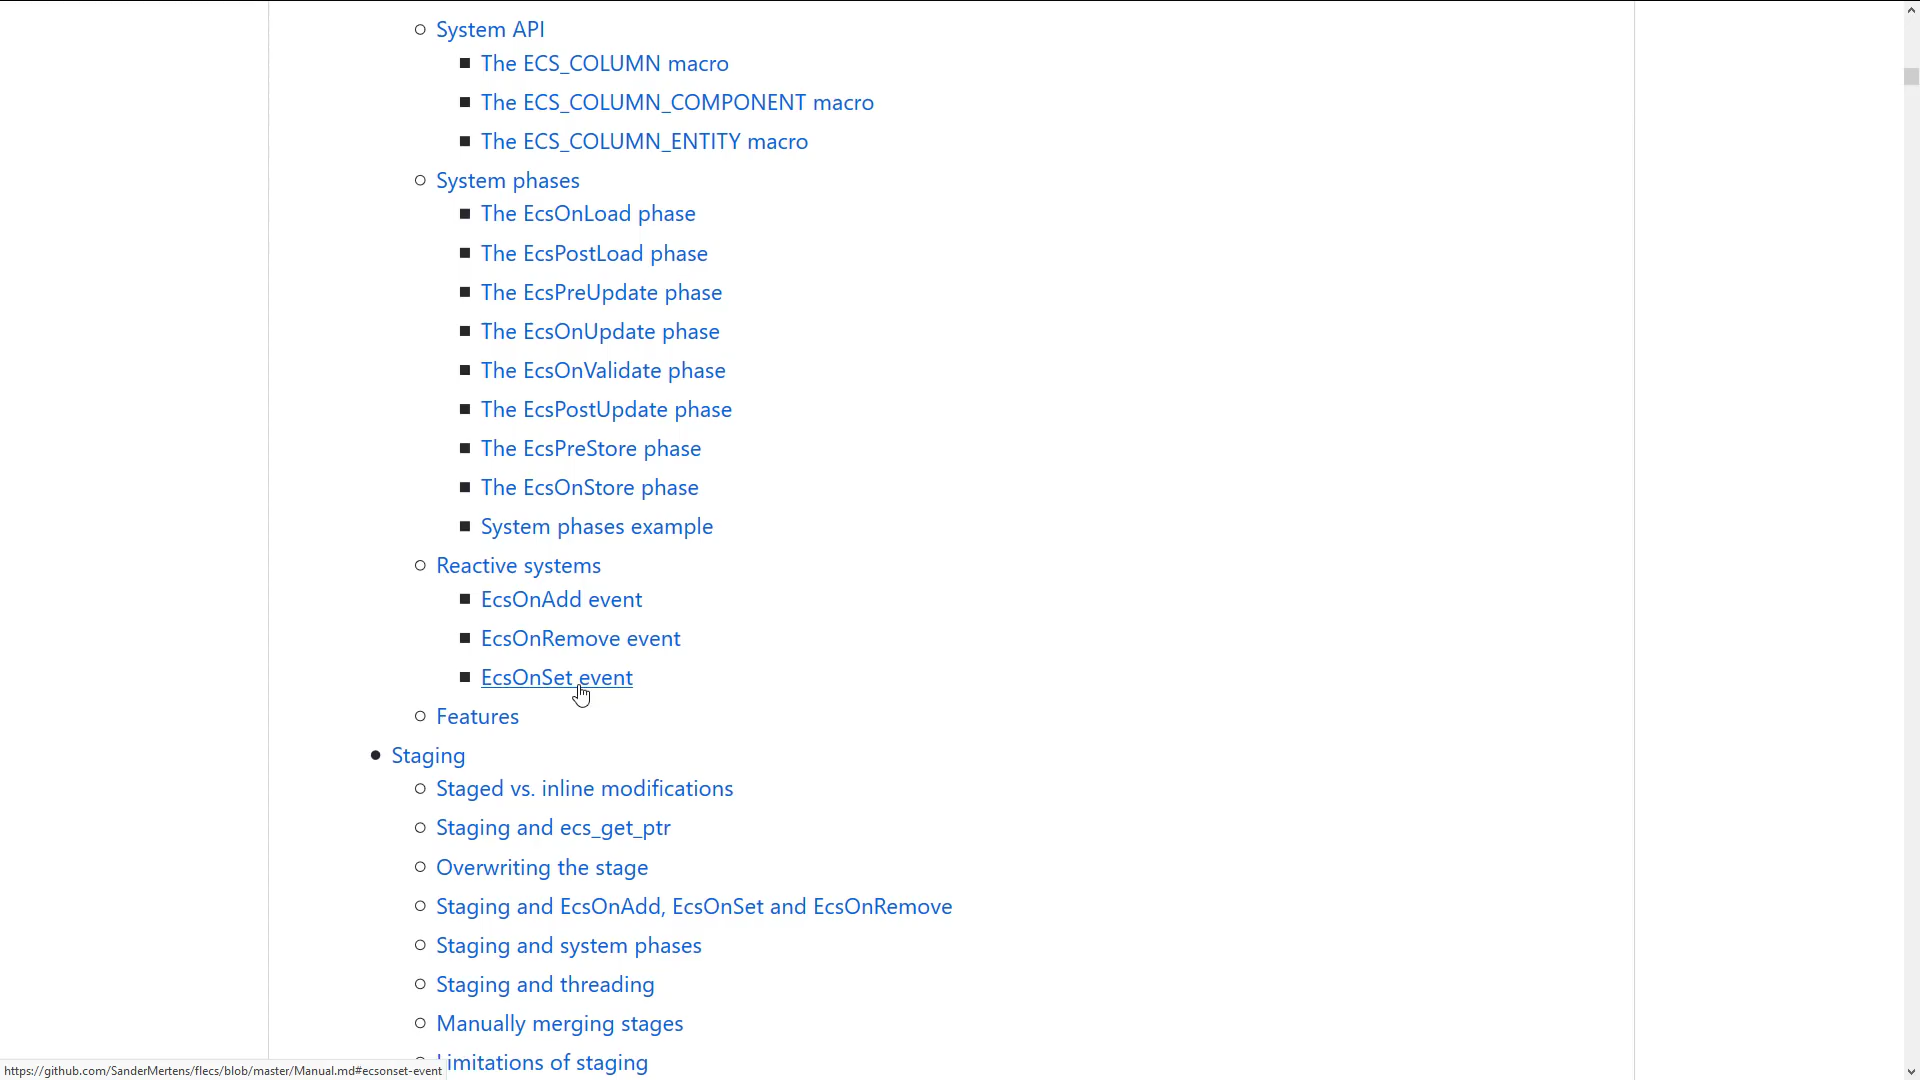 System API
The ECS_COLUMN macro
The ECS_COLUMN_COMPONENT macro
The ECS_COLUMN_ENTITY macro
System phases
The EcsOnLoad phase
The EcsPostLoad phase
The EcsPreUpdate phase
The EcsOnUpdate phase
The EcsOnValidate phase
The EcsPostUpdate phase
The EcsPreStore phase
The EcsOnStore phase
System phases example
Reactive systems
EcsOnAdd event
EcsOnRemove event
EcsOnSet event
Features
Staging
Staged vs. inline modifications
Staging and ecs_get_ptr
Overwriting the stage
Staging and EcsOnAdd, EcsOnSet and EcsOnRemove
Staging and system phases
Staging and threading
Manually merging stages
Limitations of staging
https://github.com/SanderMertens/flecs/blob/master/Manual.md#ecsonset-event